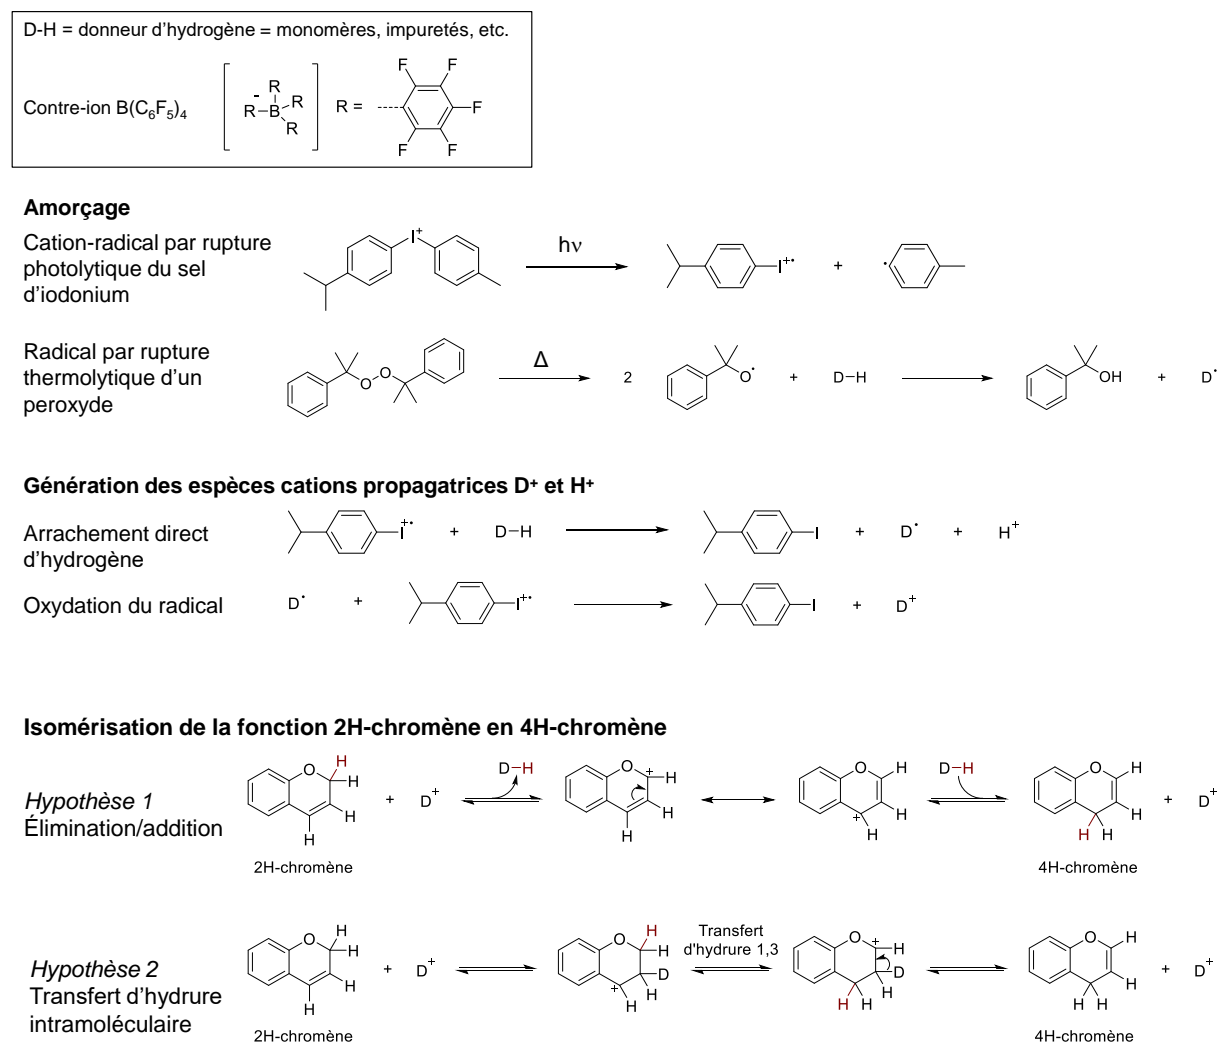 D-H = donneur d’hydrogène = monomères, impuretés, etc.
Contre-ion B(C6F5)4
[R-B-R R R] R =
F F F F F
Amorçage
Cation-radical par rupture
photolytique du sel
d’iodonium
I+
hν
I+•
+
•
Radical par rupture
thermolytique d’un
peroxyde
O O
Δ
2
O•
+
D-H
OH
+
D•
Génération des espèces cations propagatrices D+ et H+
Arrachement direct
d’hydrogène
I+•
+
D-H
I
+
D•
+
H+
Oxydation du radical
D•
+
I+•
I
+
D+
Isomérisation de la fonction 2H-chromène en 4H-chromène
Hypothèse 1
Élimination/addition
O H H H H
2H-chromène
+
D+
D-H
O + H H H
O H H + H
D-H
O H H H H
4H-chromène
+
D+
Hypothèse 2
Transfert d’hydrure
intramoléculaire
O H H H H
2H-chromène
+
D+
O H H D H + H
Transfert
d'hydrure 1,3
O + H D H H H
O H H H H
4H-chromène
+
D+